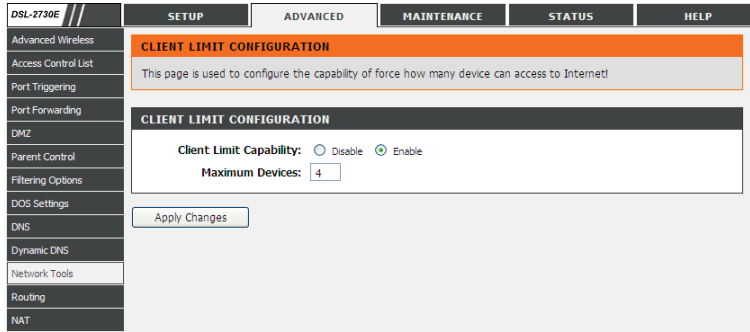 DSL-2730E
SETUP
ADVANCED
MAINTENANCE
STATUS
HELP
Advanced Wireless
Access Control List
Port Triggering
Port Forwarding
DMZ
Parent Control
Filtering Options
DOS Settings
DNS
Dynamic DNS
Network Tools
Routing
NAT
CLIENT LIMIT CONFIGURATION
This page is used to configure the capability of force how many device can access to Internet!
CLIENT LIMIT CONFIGURATION
Client Limit Capability: Disable Enable
Maximum Devices: 4
Apply Changes